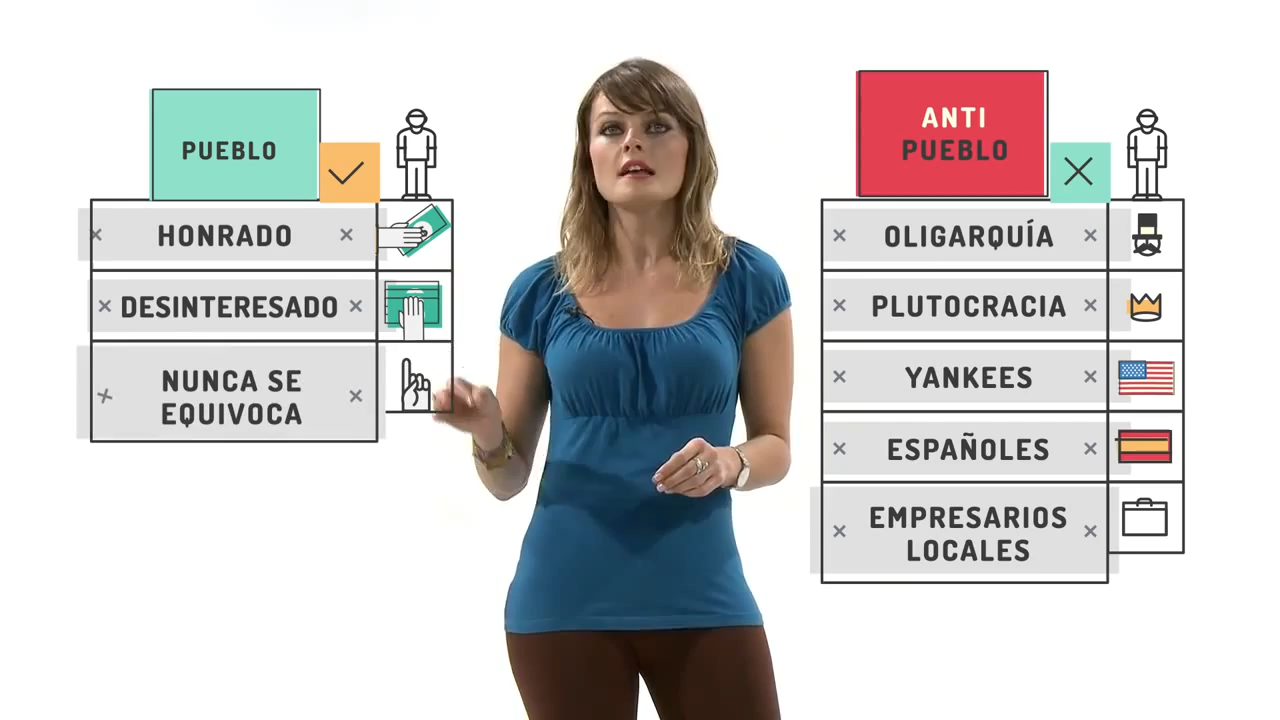 PUEBLO
HONRADO
DESINTERESADO
NUNCA SE
EQUIVOCA
ANTI
PUEBLO
OLIGARQUÍA
PLUTOCRACIA
YANKEES
ESPAÑOLES
EMPRESARIOS
LOCALES